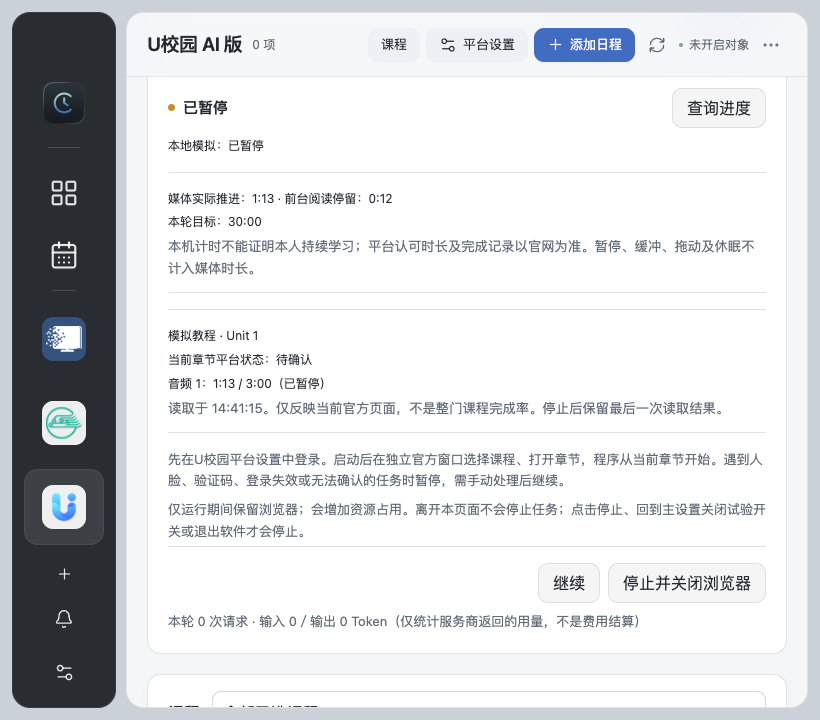 U校园 AI 版 0 项 课程 平台设置 添加日程 未开启对象
已暂停 查询进度
本地模拟：已暂停
媒体实际推进：1:13 · 前台阅读停留：0:12
本轮目标：30:00
本机计时不能证明本人持续学习；平台认可时长及完成记录以官网为准。暂停、缓冲、拖动及休眠不
计入媒体时长。
模拟教程 · Unit 1
当前章节平台状态：待确认
音频 1：1:13 / 3:00（已暂停）
读取于 14:41:15。仅反映当前官方页面，不是整门课程完成率。停止后保留最后一次读取结果。
先在U校园平台设置中登录。启动后在独立官方窗口选择课程、打开章节，程序从当前章节开始。遇到人
脸、验证码、登录失效或无法确认的任务时暂停，需手动处理后继续。
仅运行期间保留浏览器；会增加资源占用。离开本页面不会停止任务；点击停止、回到主设置关闭试验开
关或退出软件才会停止。
继续 停止并关闭浏览器
本轮 0 次请求 · 输入 0 / 输出 0 Token（仅统计服务商返回的用量，不是费用结算）